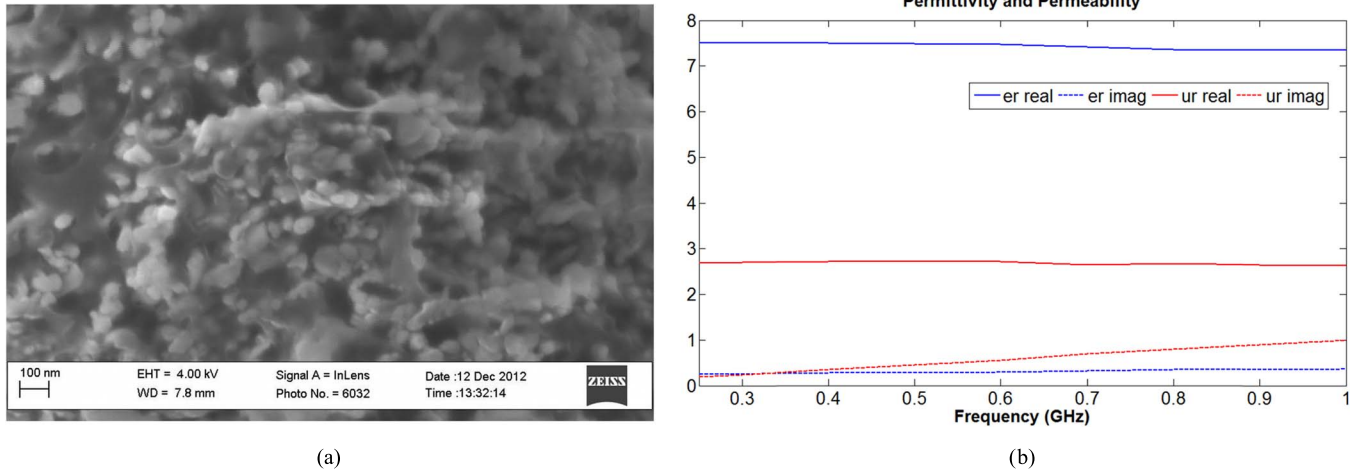 100 nm
EHT = 4.00 kV
WD = 7.8 mm
Signal A = InLens
Photo No. = 6032
Date :12 Dec 2012
Time :13:32:14
ZEISS
(a)
Permittivity and Permeability
8
7
6
5
4
3
2
1
0
er real er imag ur real ur imag
0.3 0.4 0.5 0.6 0.7 0.8 0.9 1
Frequency (GHz)
(b)